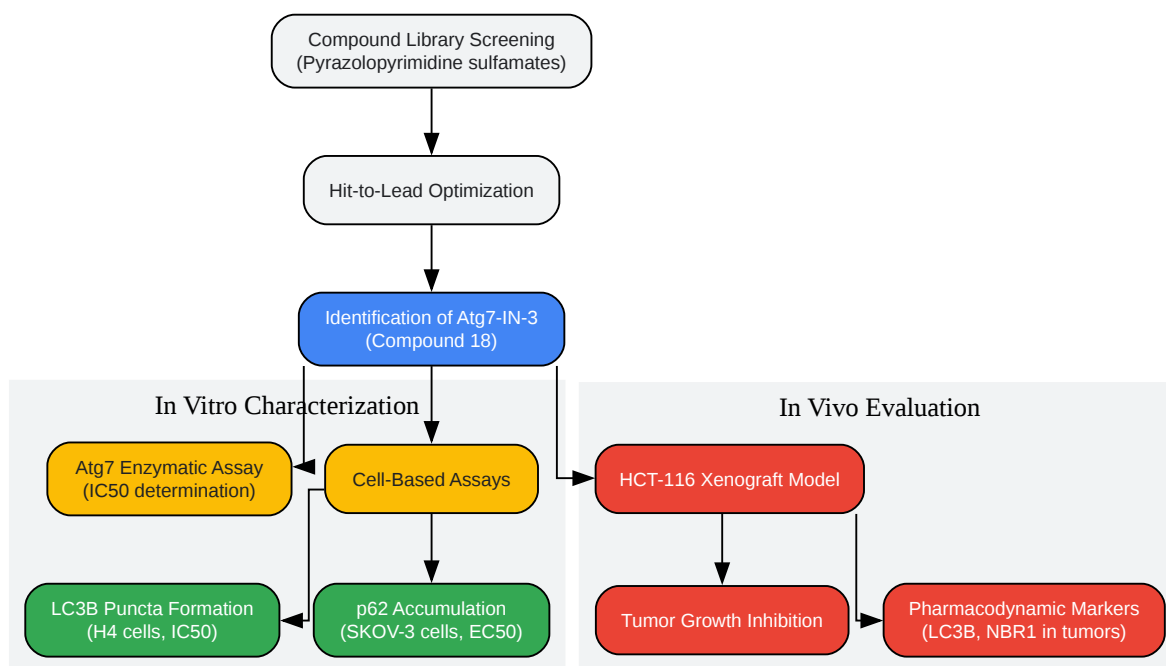 Compound Library Screening
(Pyrazolopyrimidine sulfamates)
Hit-to-Lead Optimization
Identification of Atg7-IN-3
(Compound 18)
In Vitro Characterization
In Vivo Evaluation
Atg7 Enzymatic Assay
(IC50 determination)
Cell-Based Assays
HCT-116 Xenograft Model
LC3B Puncta Formation
(H4 cells, IC50)
p62 Accumulation
(SKOV-3 cells, EC50)
Tumor Growth Inhibition
Pharmacodynamic Markers
(LC3B, NBR1 in tumors)